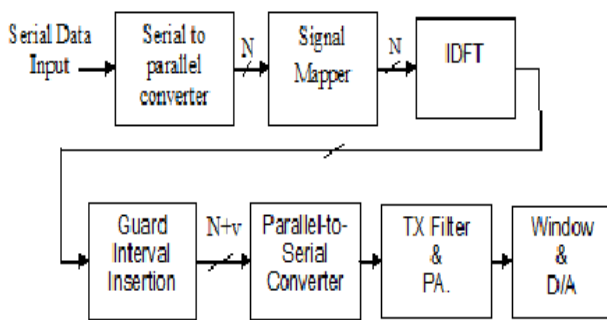 Serial Data
Input
Serial to
parallel
converter
N
Signal
Mapper
N
IDFT
Guard
Interval
Insertion
N+v
Parallel-to-
Serial
Converter
TX Filter
&
PA.
Window
&
D/A